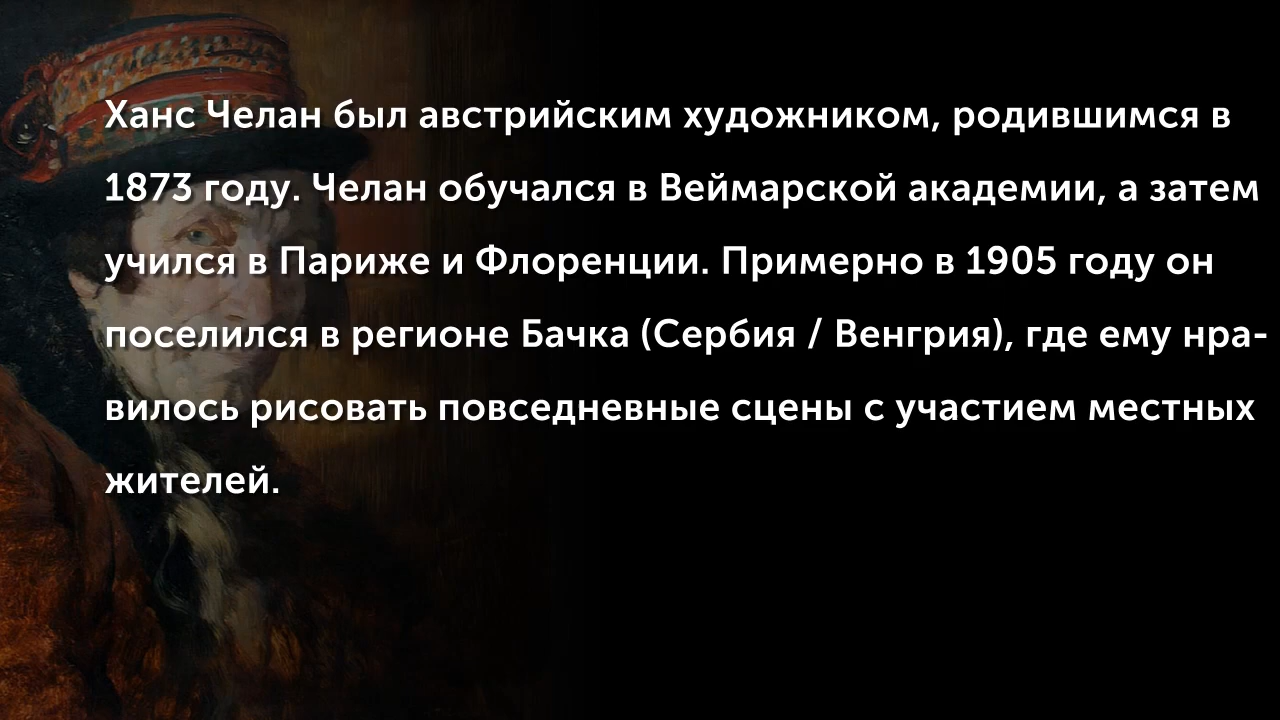 Ханс Челан был австрийским художником, родившимся в
1873 году. Челан обучался в Веймарской академии, а затем
учился в Париже и Флоренции. Примерно в 1905 году он
поселился в регионе Бачка (Сербия / Венгрия), где ему нра-
вилось рисовать повседневные сцены с участием местных
жителей.